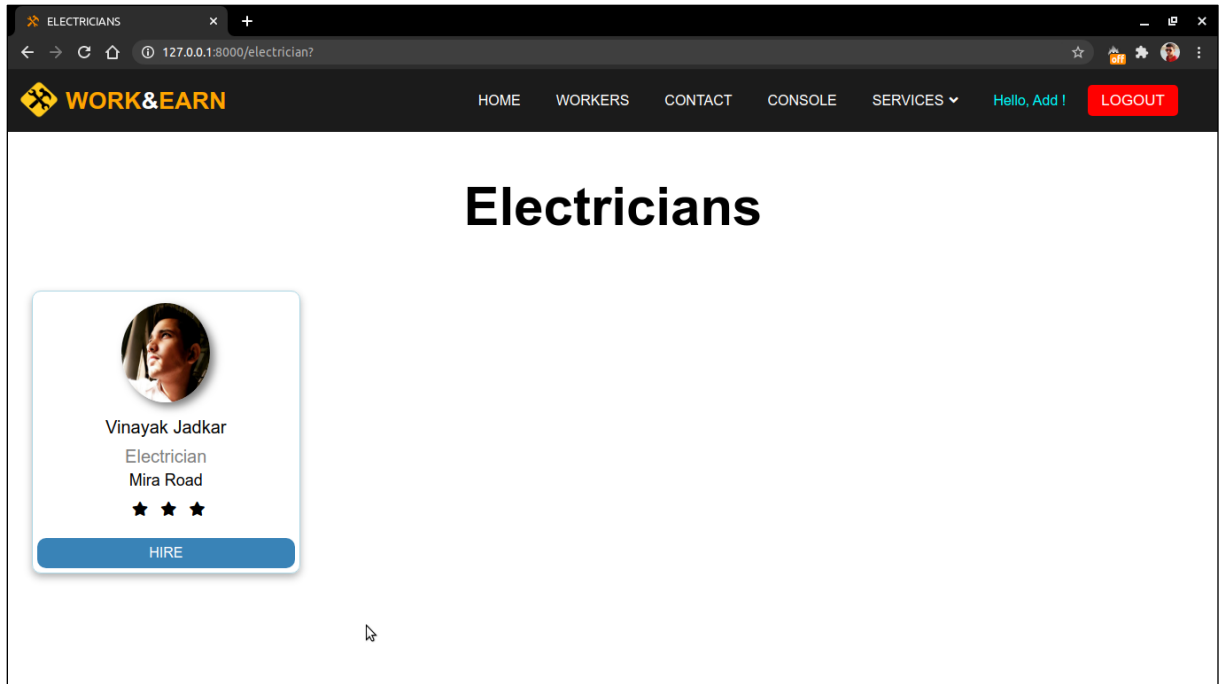 ELECTRICIANS
127.0.0.1:8000/electrician?
off
WORK&EARN HOME WORKERS CONTACT CONSOLE SERVICES Hello, Add ! LOGOUT
Electricians
Vinayak Jadkar
Electrician
Mira Road
HIRE